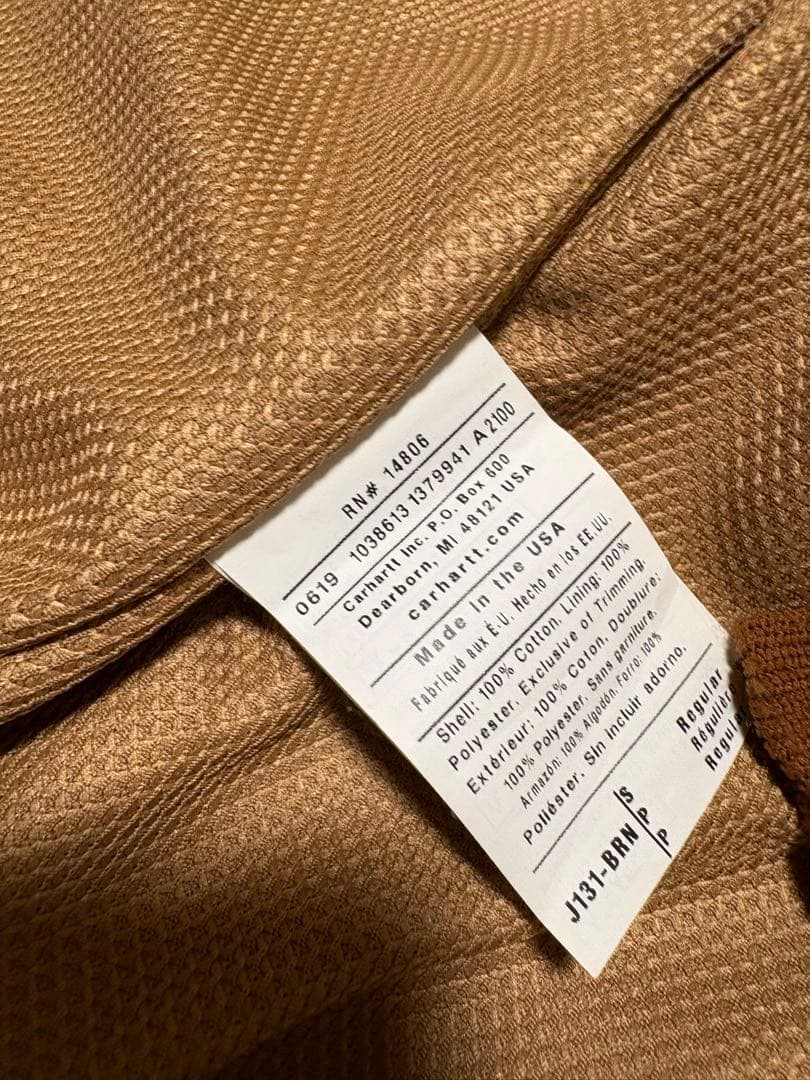 RN# 14806
0619 1038613 1379941 A 2100
Carhartt Inc. P.O. Box 600
Dearborn, MI 48121 USA
carhartt.com
Made in the USA
Fabriqué aux É.U. Hecho en los EE.UU.
Shell: 100% Cotton. Lining: 100%
Polyester. Exclusive of Trimming.
Extérieur: 100% Coton. Doublure:
100% Polyester. Sans garniture.
Armazón: 100% Algodón. Forro: 100%
Poliéster. Sin incluir adorno.
Regular
Régulière
Regular
J131-BRN S
P
P